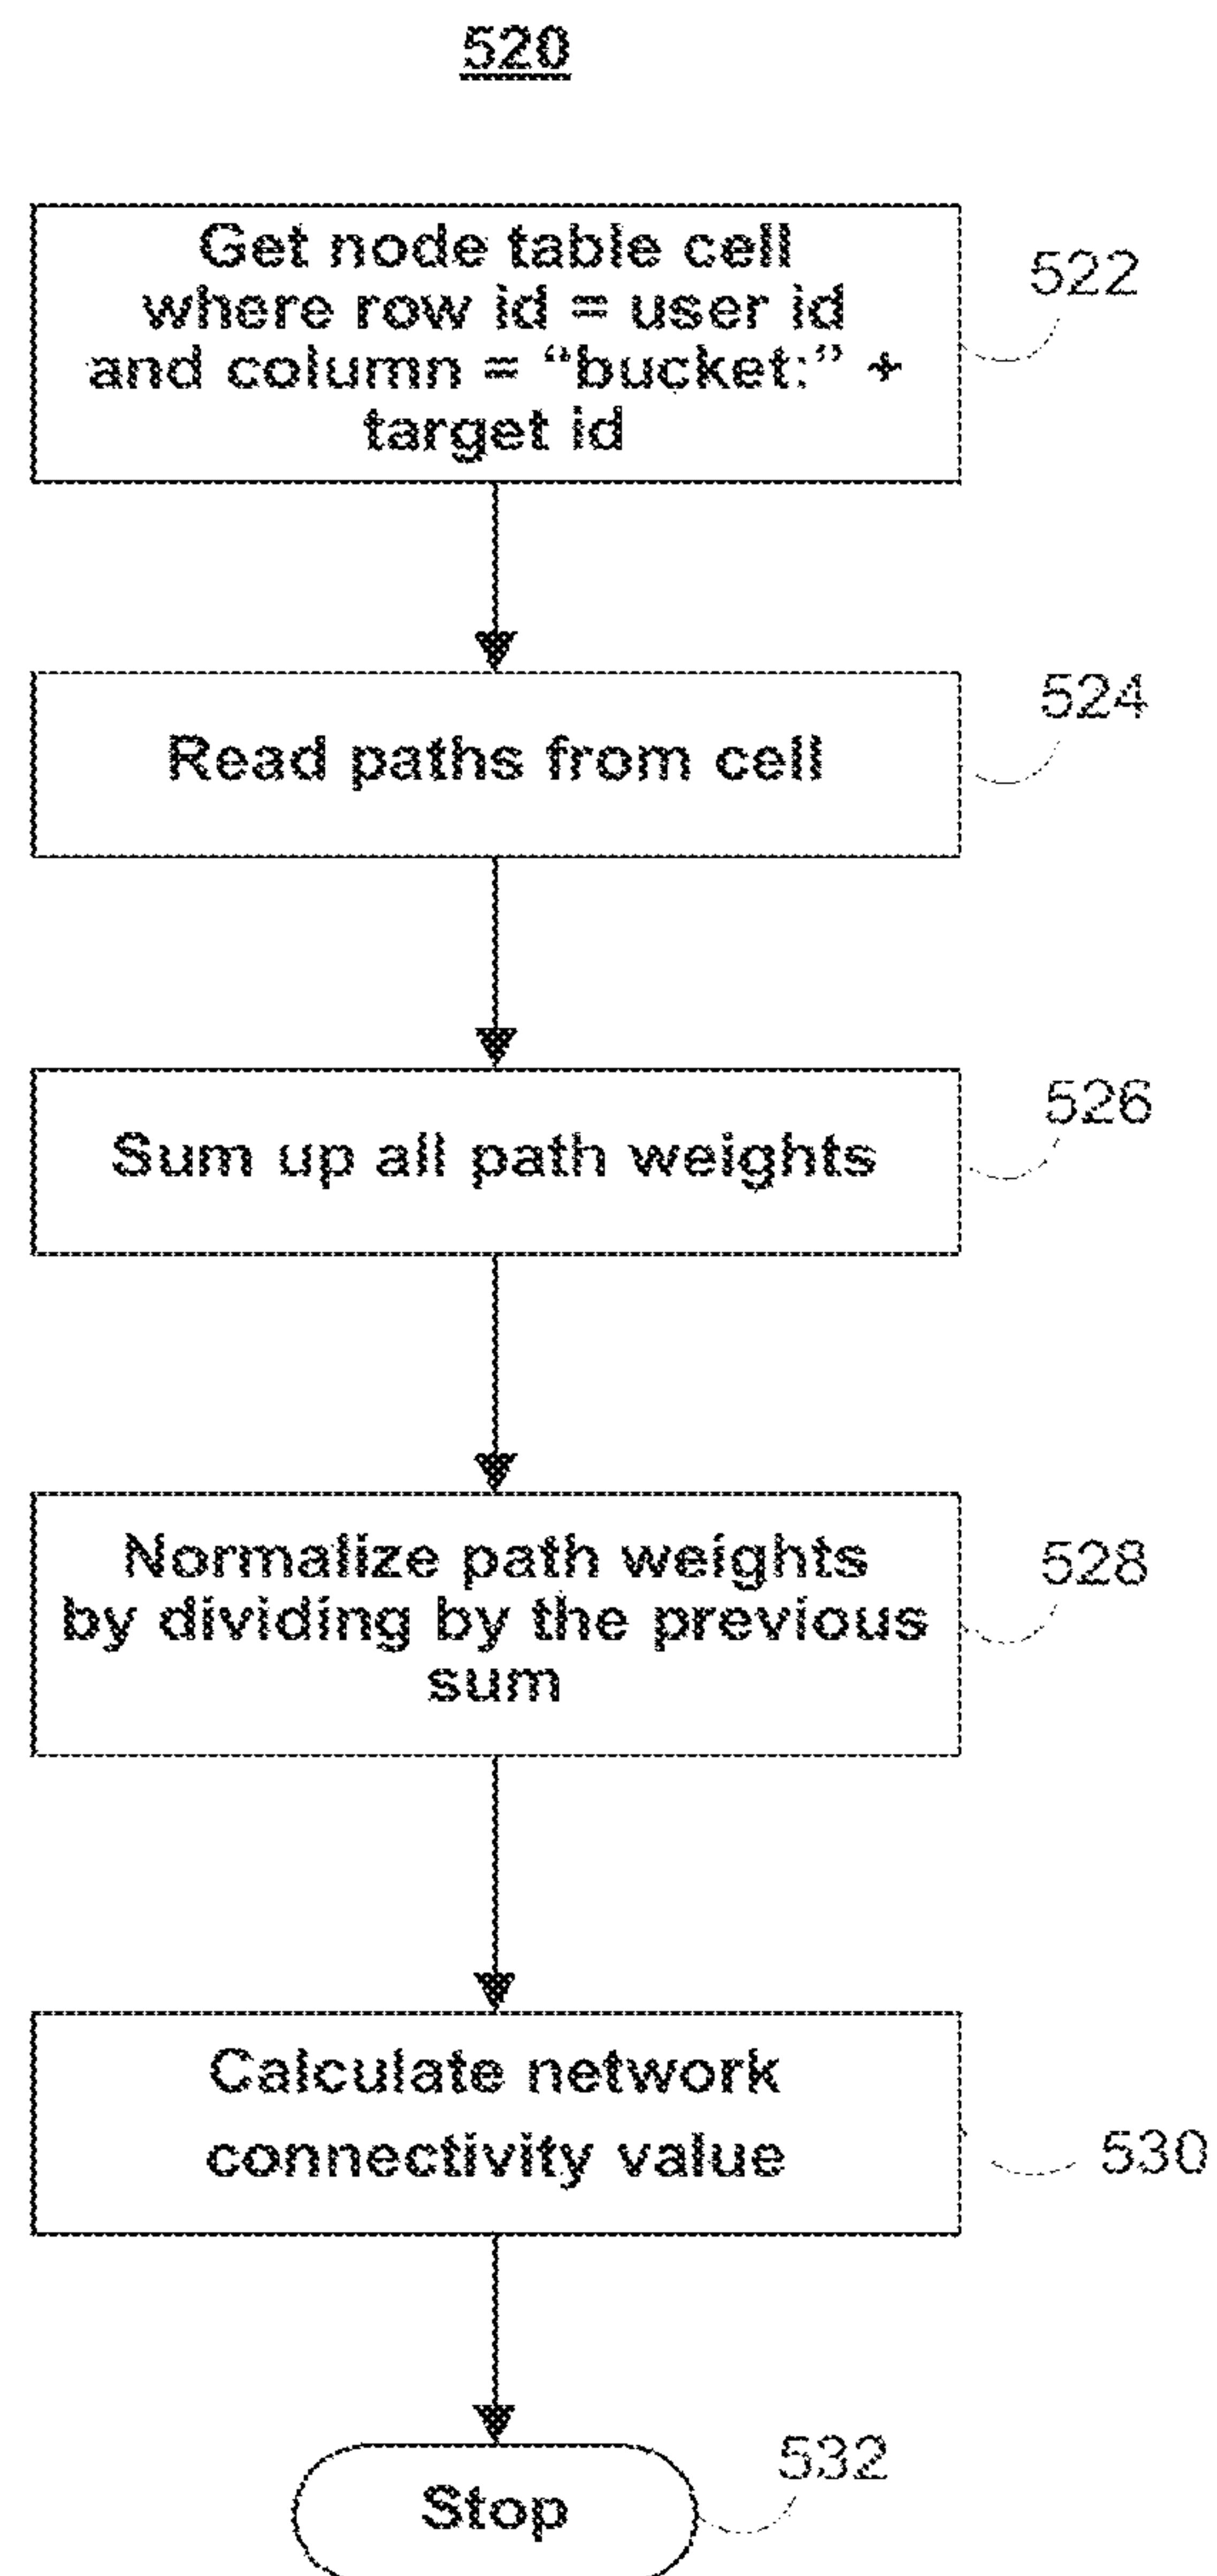 520
Get node table cell
where row id = user id
and column = “bucket:” +
target id
522
Read paths from cell
524
Sum up all path weights
526
Normalize path weights
by dividing by the previous
sum
528
Calculate network
connectivity value
530
Stop
532